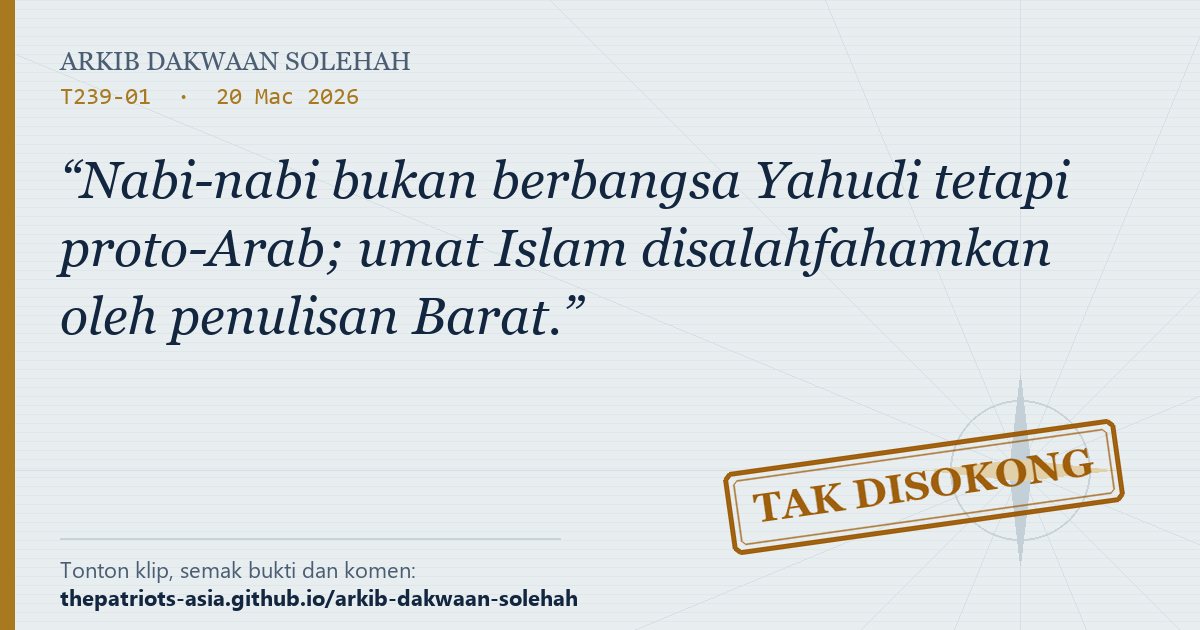 ARKIB DAKWAAN SOLEHAH
T239-01 · 20 Mac 2026
“Nabi-nabi bukan berbangsa Yahudi tetapi
proto-Arab; umat Islam disalahfahamkan
oleh penulisan Barat.”
TAK DISOKONG
Tonton klip, semak bukti dan komen:
thepatriots-asia.github.io/arkib-dakwaan-solehah